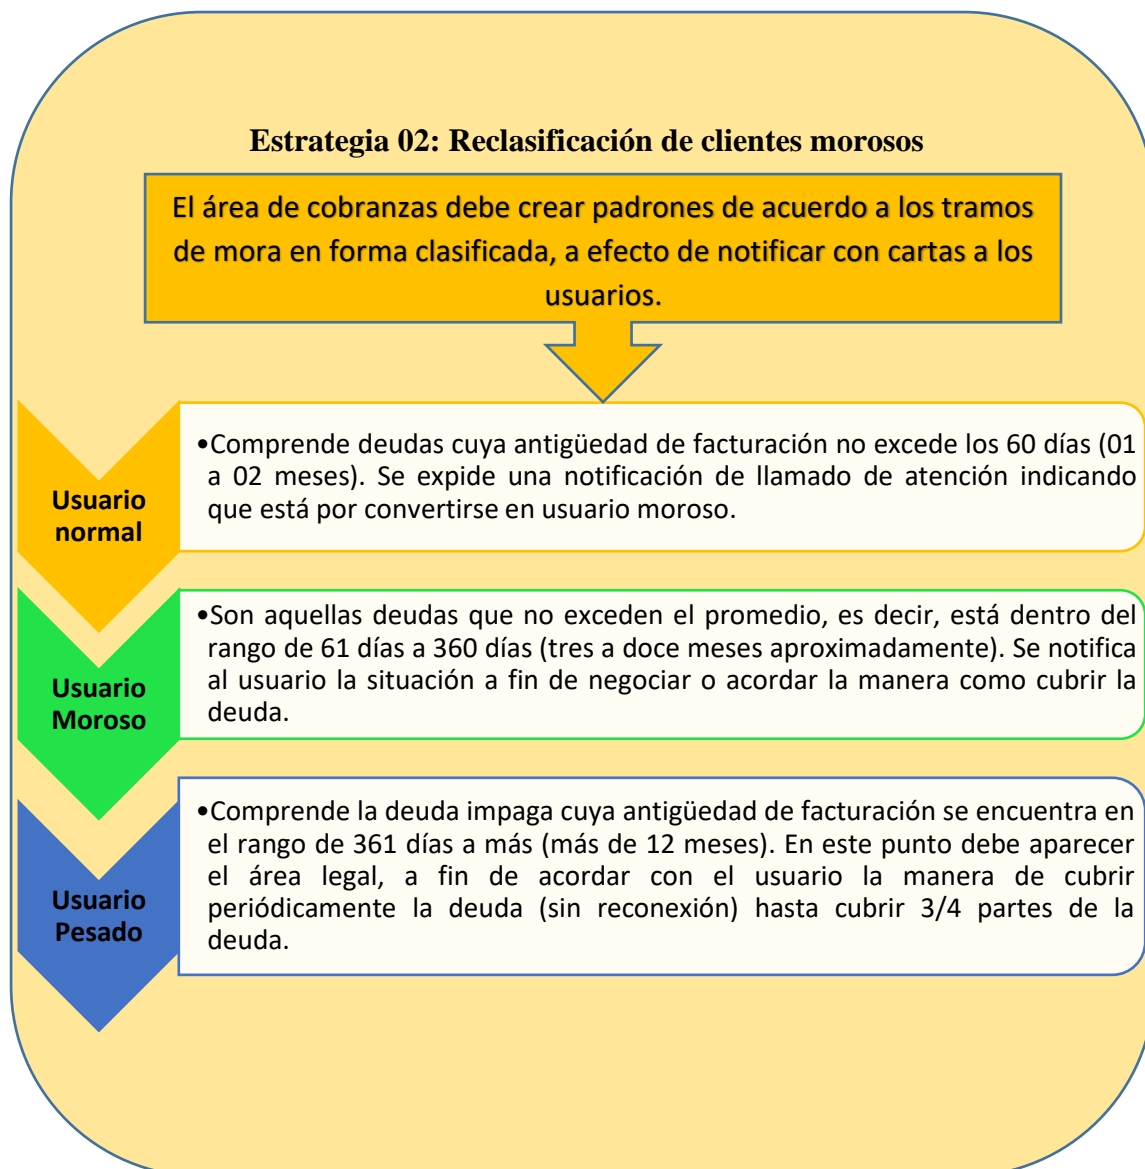 Estrategia 02: Reclasificación de clientes morosos
El área de cobranzas debe crear padrones de acuerdo a los tramos
de mora en forma clasificada, a efecto de notificar con cartas a los
usuarios.
Usuario
normal
•Comprende deudas cuya antigüedad de facturación no excede los 60 días (01
a 02 meses). Se expide una notificación de llamado de atención indicando
que está por convertirse en usuario moroso.
Usuario
Moroso
•Son aquellas deudas que no exceden el promedio, es decir, está dentro del
rango de 61 días a 360 días (tres a doce meses aproximadamente). Se notifica
al usuario la situación a fin de negociar o acordar la manera como cubrir la
deuda.
Usuario
Pesado
•Comprende la deuda impaga cuya antigüedad de facturación se encuentra en
el rango de 361 días a más (más de 12 meses). En este punto debe aparecer
el área legal, a fin de acordar con el usuario la manera de cubrir
periódicamente la deuda (sin reconexión) hasta cubrir 3/4 partes de la
deuda.